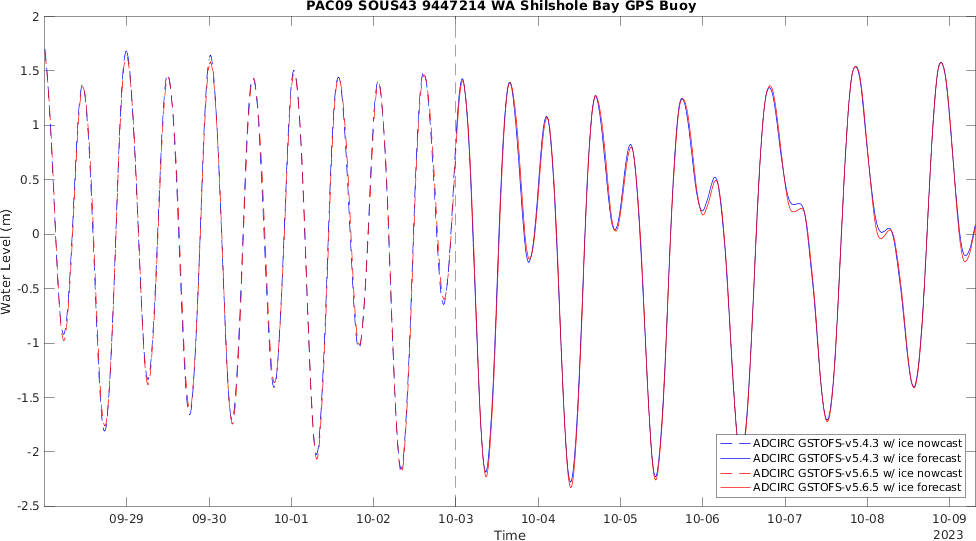 PAC09 SOUS43 9447214 WA Shilshole Bay GPS Buoy
2
1.5
1
0.5
0
-0.5
-1
-1.5
-2
-2.5
Water Level (m)
ADCIRC GSTOFS-v5.4.3 w/ ice nowcast
ADCIRC GSTOFS-v5.4.3 w/ ice forecast
ADCIRC GSTOFS-v5.6.5 w/ ice nowcast
ADCIRC GSTOFS-v5.6.5 w/ ice forecast
09-29 09-30 10-01 10-02 10-03 10-04 10-05 10-06 10-07 10-08 10-09
2023
Time